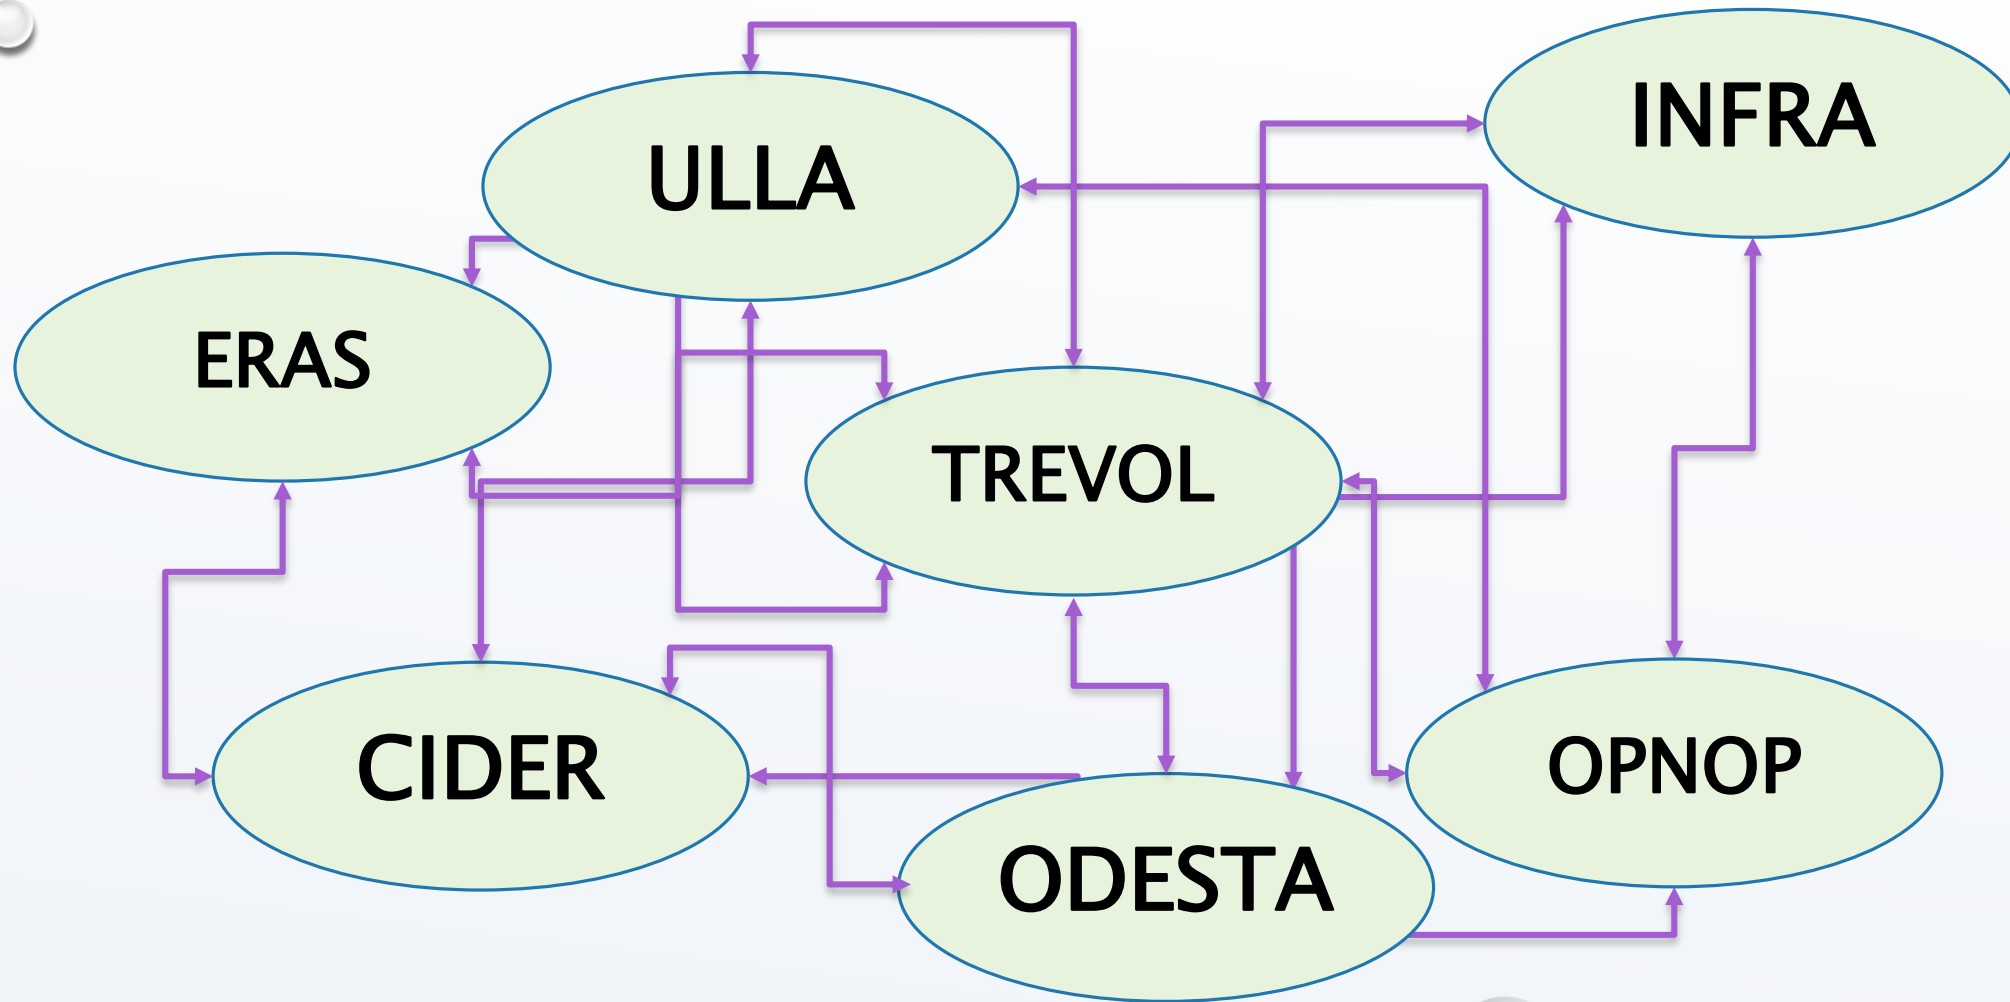 ULLA
INFRA
ERAS
TREVOL
CIDER
OPNOP
ODESTA